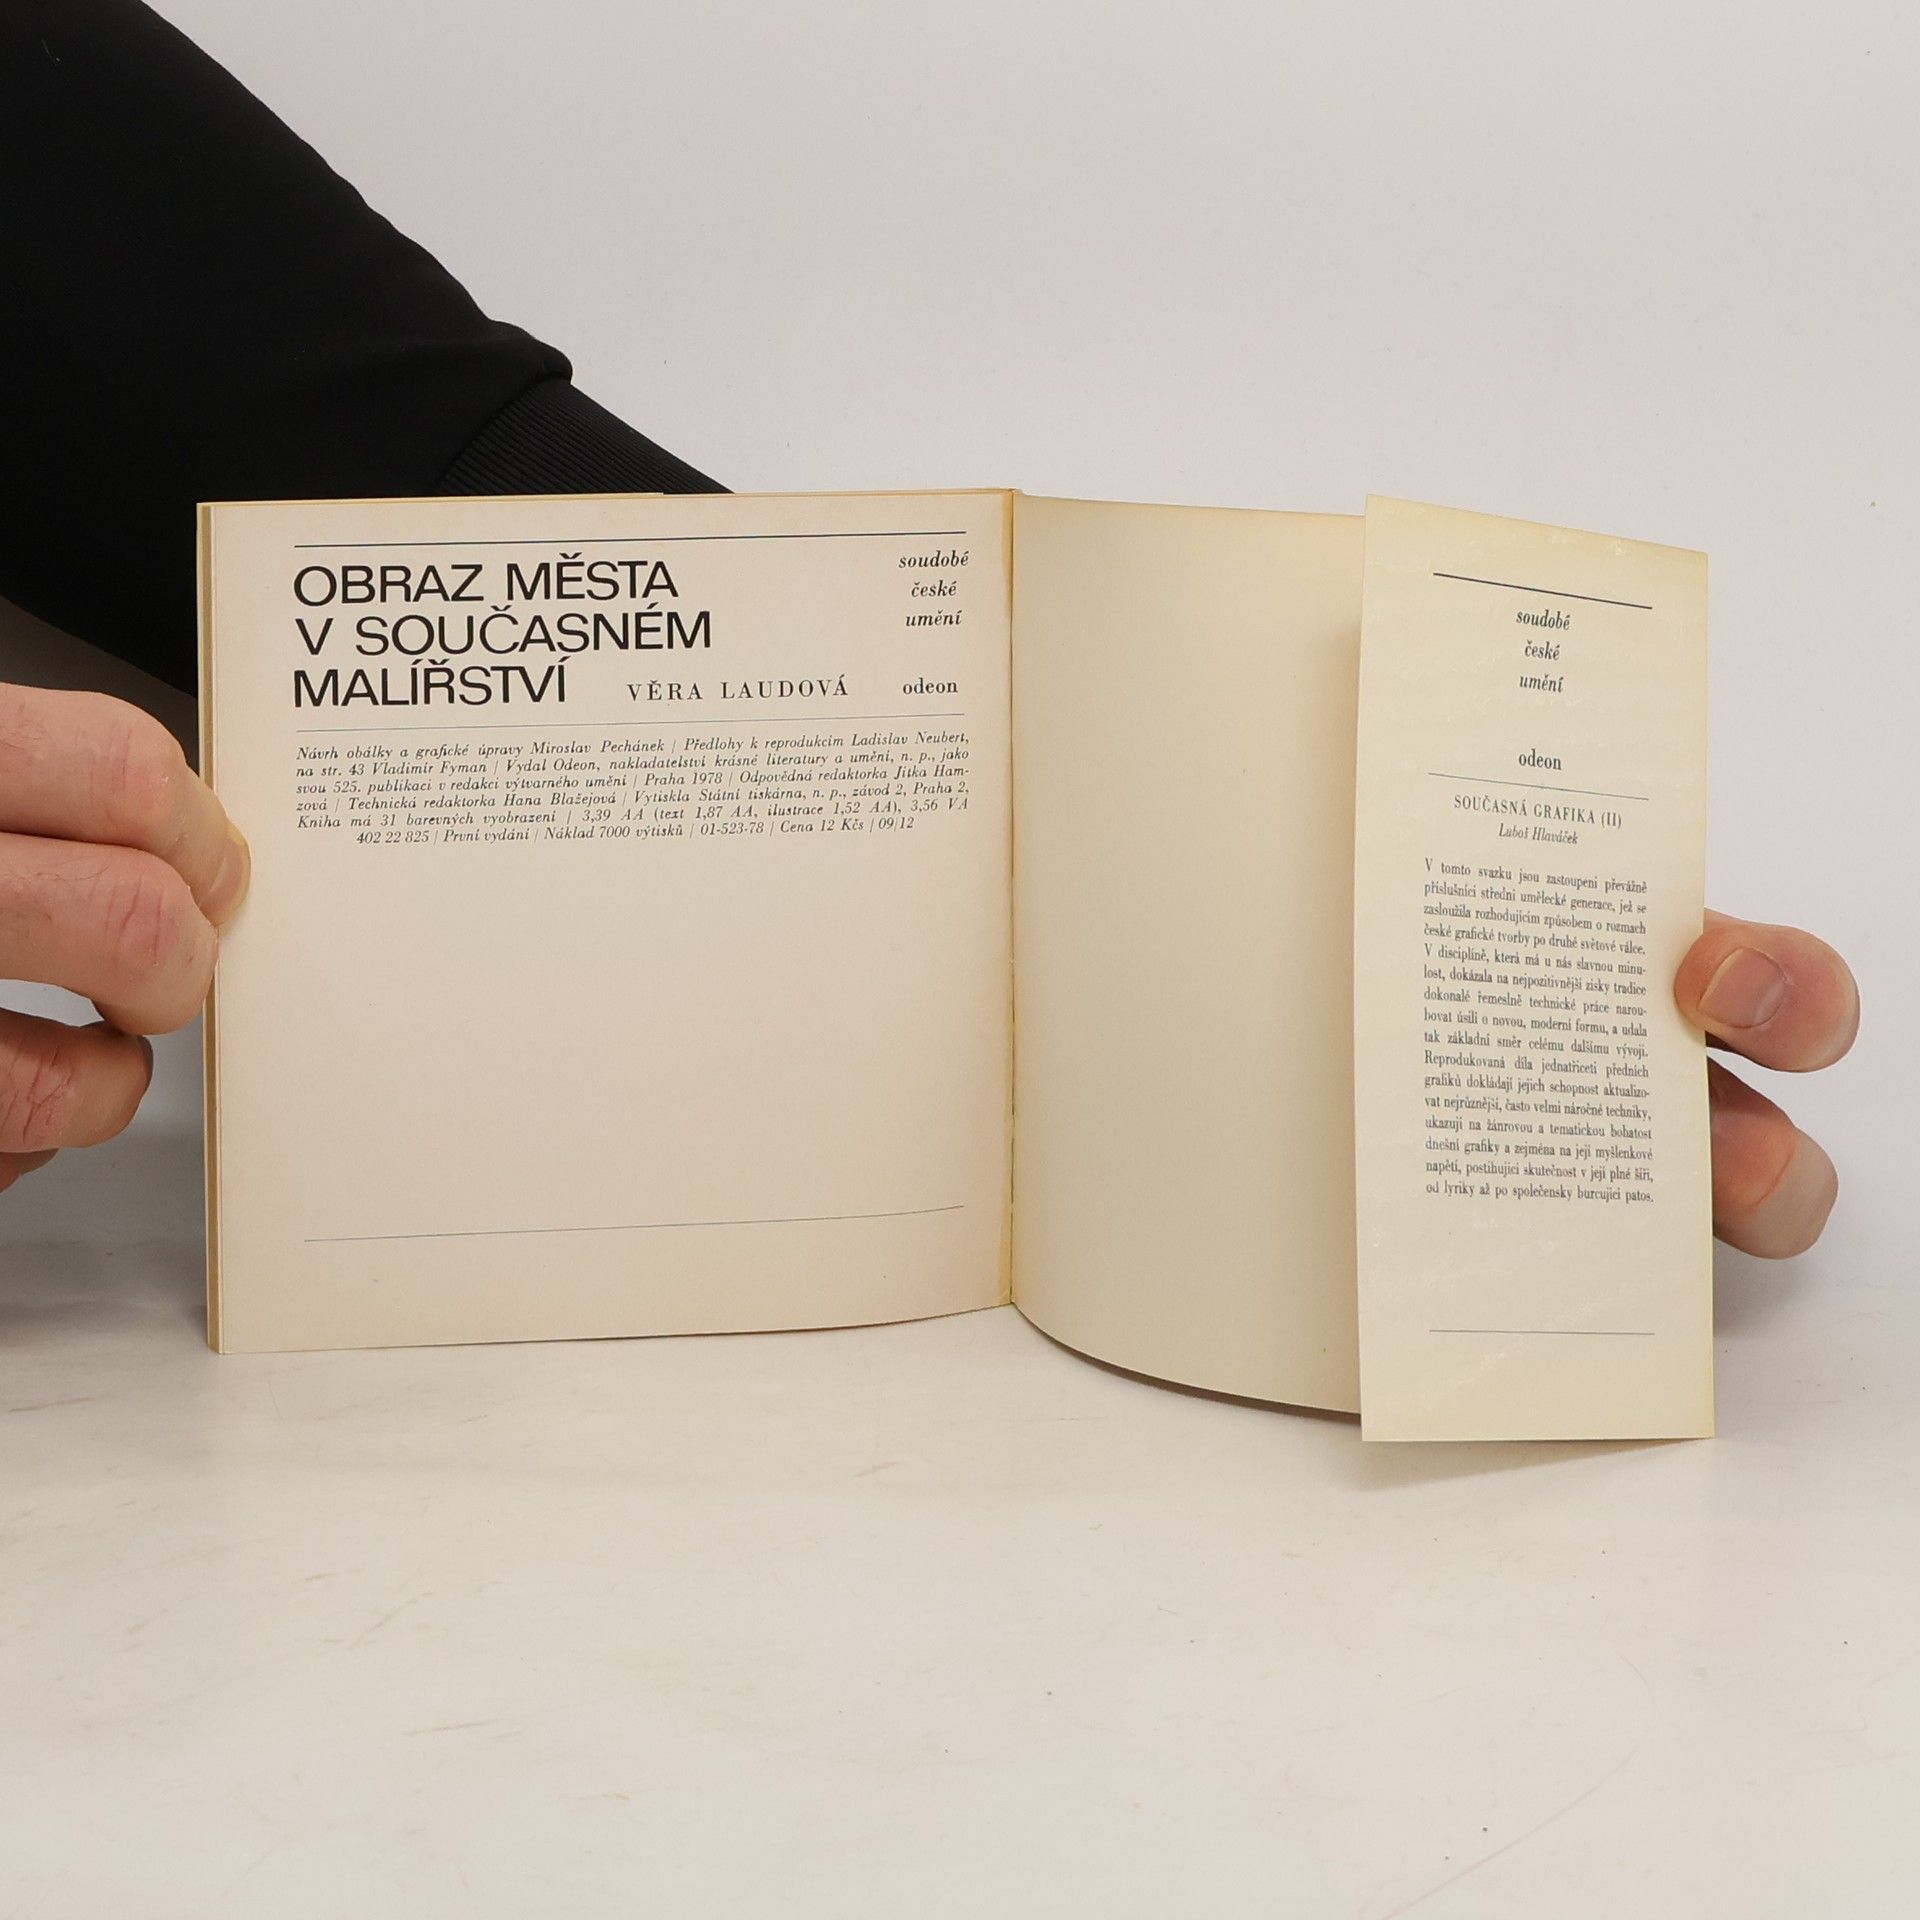 OBRAZ MĚSTA
V SOUČASNÉM
MALÍŘSTVÍ
VĚRA LAUDOVÁ
soudobé
české
umění
odeon
Návrh obálky a grafické úpravy Miroslav Pechánek | Předlohy k reprodukcím Ladislav Neubert,
na str. 43 Vladimír Fyman | Vydal Odeon, nakladatelství krásné literatury a umění, n. p., jako
svou 525. publikaci v redakci výtvarného umění | Praha 1978 | Odpovědná redaktorka Jitka Ham-
zová | Technická redaktorka Hana Blažejová | Vytiskla Státní tiskárna, n. p., závod 2, Praha 2,
Kniha má 31 barevných vyobrazení | 3,39 AA (text 1,87 AA, ilustrace 1,52 AA), 3,56 VA
402 22 825 | První vydání | Náklad 7000 výtisků | 01-523-78 | Cena 12 Kčs | 09/12
soudobé
české
umění
odeon
SOUČASNÁ GRAFIKA (II)
Luboš Hlaváček
V tomto svazku jsou zastoupeni převážně
příslušníci střední umělecké generace, jež se
zasloužila rozhodujícím způsobem o rozmach
české grafické tvorby po druhé světové válce.
V disciplíně, která má u nás slavnou minu-
lost, dokázala na nejpozitivnější zisky tradice
dokonalé řemeslně technické práce narou-
bovat úsilí o novou, moderní formu, a udala
tak základní směr celému dalšímu vývoji.
Reprodukovaná díla jednatřiceti předních
grafiků dokládají jejich schopnost aktualizo-
vat nejrůznější, často velmi náročné techniky,
ukazují na žánrovou a tematickou bohatost
dnešní grafiky a zejména na její myšlenkové
napětí, postihující skutečnost v její plné šíři,
od lyriky až po společensky burcující patos.